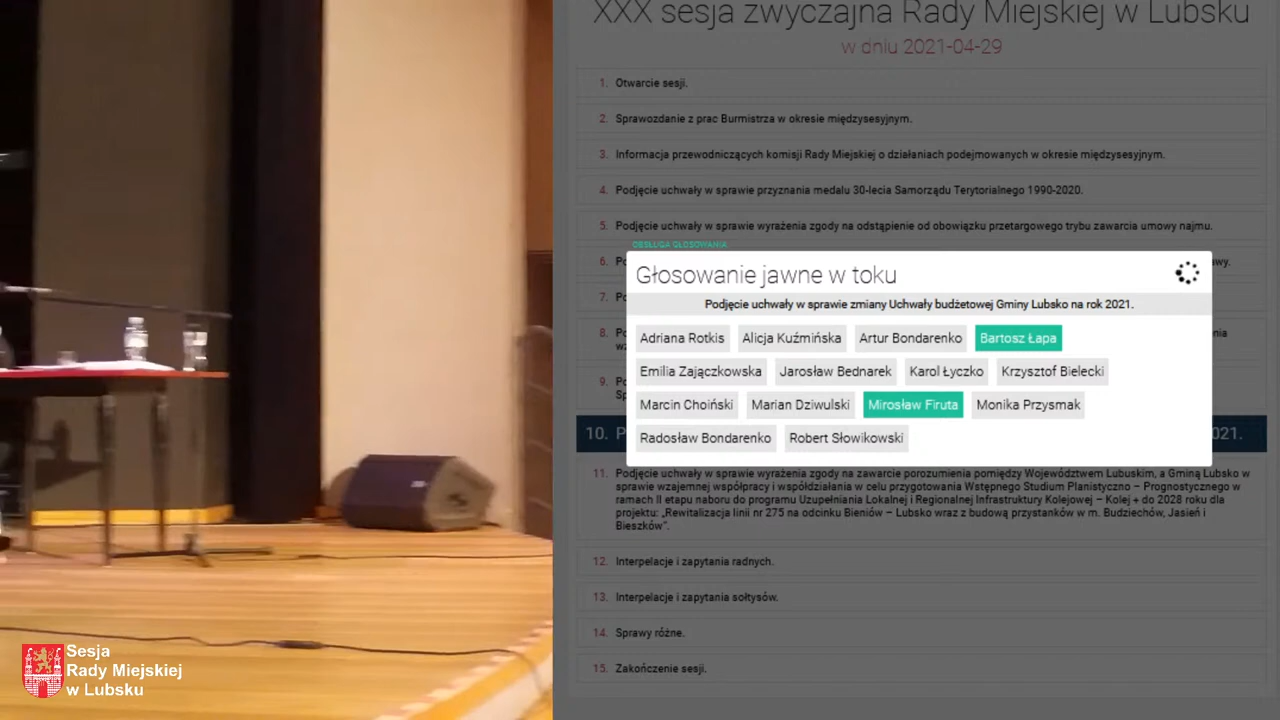 XXX sesja zwyczajna Rady Miejskiej w Lubsku
w dniu 2021-04-29
1. Otwarcie sesji.
2. Sprawozdanie z prac Burmistrza w okresie międzysesyjnym.
3. Informacja przewodniczących komisji Rady Miejskiej o działaniach podejmowanych w okresie międzysesyjnym.
4. Podjęcie uchwały w sprawie przyznania medalu 30-lecia Samorządu Terytorialnego 1990-2020.
5. Podjęcie uchwały w sprawie wyrażenia zgody na odstąpienie od obowiązku przetargowego trybu zawarcia umowy najmu.
OBSŁUGA GŁOSOWANIA
6.
7.
8.
9.
Głosowanie jawne w toku
Podjęcie uchwały w sprawie zmiany Uchwały budżetowej Gminy Lubsko na rok 2021.
Adriana Rotkis Alicja Kuźmińska Artur Bondarenko Bartosz Łapa
Emilia Zajączkowska Jarosław Bednarek Karol Łyczko Krzysztof Bielecki
Marcin Choiński Marian Dziwulski Mirosław Firuta Monika Przysmak
Radosław Bondarenko Robert Słowikowski
10. P 021.
11. Podjęcie uchwały w sprawie wyrażenia zgody na zawarcie porozumienia pomiędzy Województwem Lubuskim, a Gminą Lubsko w
sprawie wzajemnej współpracy i współdziałania w celu przygotowania Wstępnego Studium Planistyczno – Prognostycznego w
ramach II etapu naboru do programu Uzupełniania Lokalnej i Regionalnej Infrastruktury Kolejowej – Kolej + do 2028 roku dla
projektu: „Rewitalizacja linii nr 275 na odcinku Bieniów – Lubsko wraz z budową przystanków w m. Budziechów, Jasień i
Bieszków”.
12. Interpelacje i zapytania radnych.
13. Interpelacje i zapytania sołtysów.
14. Sprawy różne.
15. Zakończenie sesji.
Sesja
Rady Miejskiej
w Lubsku